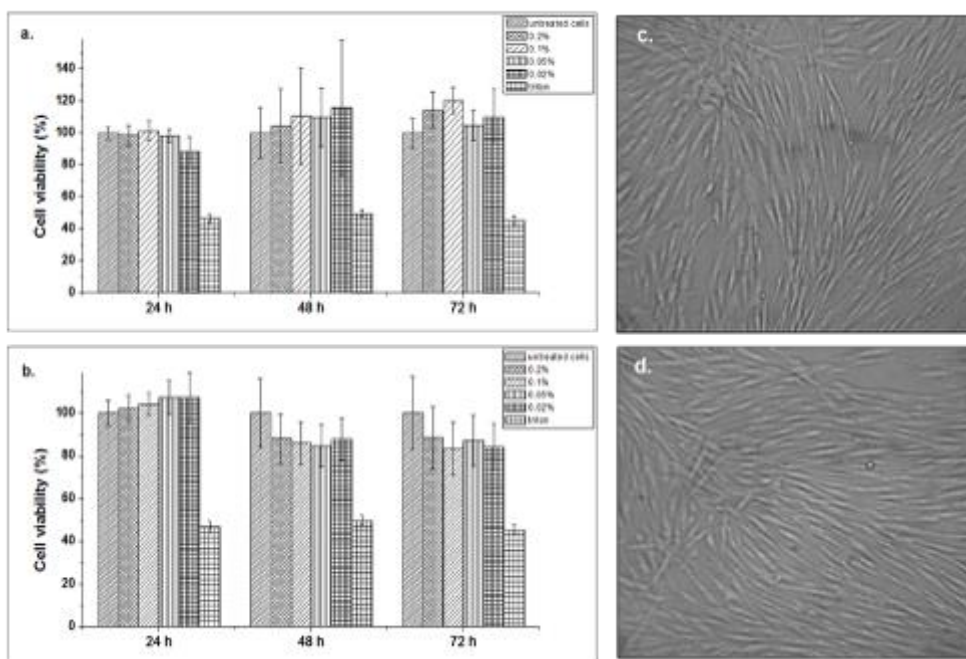 a.
untreated cells
0.2%
0.1%
0.05%
0.02%
triton
140
120
100
80
60
40
20
0
Cell viability (%)
24 h
48 h
72 h
c.
b.
untreated cells
0.2%
0.1%
0.05%
0.02%
triton
100
80
60
40
20
0
Cell viability (%)
24 h
48 h
72 h
d.